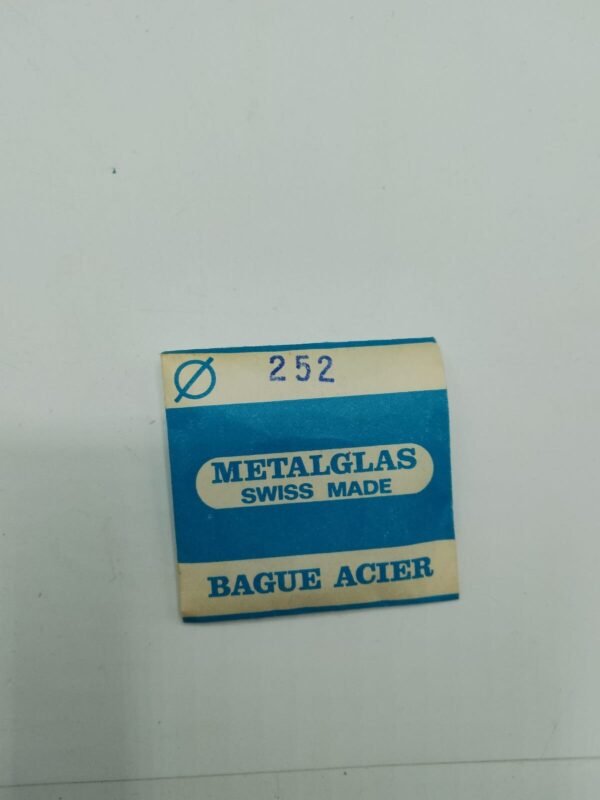 Ø 252
METALGLAS
SWISS MADE
BAGUE ACIER